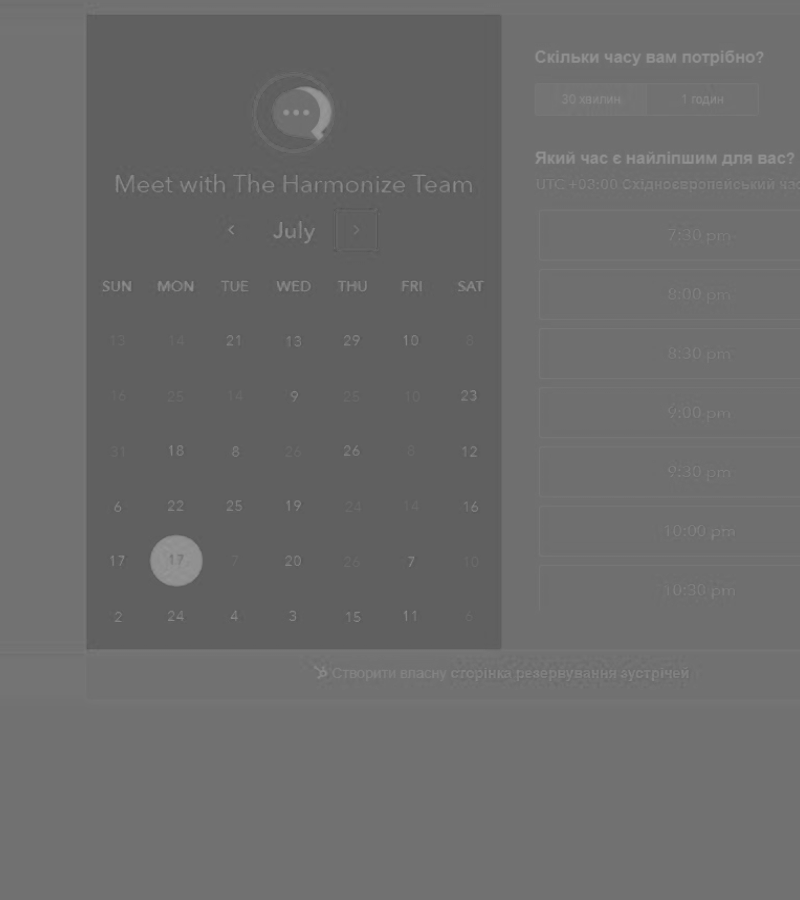 Meet with The Harmonize Team
July
SUN MON TUE WED THU FRI SAT
13 14 21 13 29 10 8
16 25 14 9 25 10 23
31 18 8 26 26 8 12
6 22 25 19 24 14 16
17 17 7 20 26 7 10
2 24 4 3 15 11 6
Скільки часу вам потрібно?
30 хвилин. 1 годин
Який час є найліпшим для вас?
UTC +03:00 Східноєвропейський час
7:30 pm
8:00 pm
8:30 pm
9:00 pm
9:30 pm
10:00 pm
10:30 pm
Створити власну сторінка резервування зустрічей